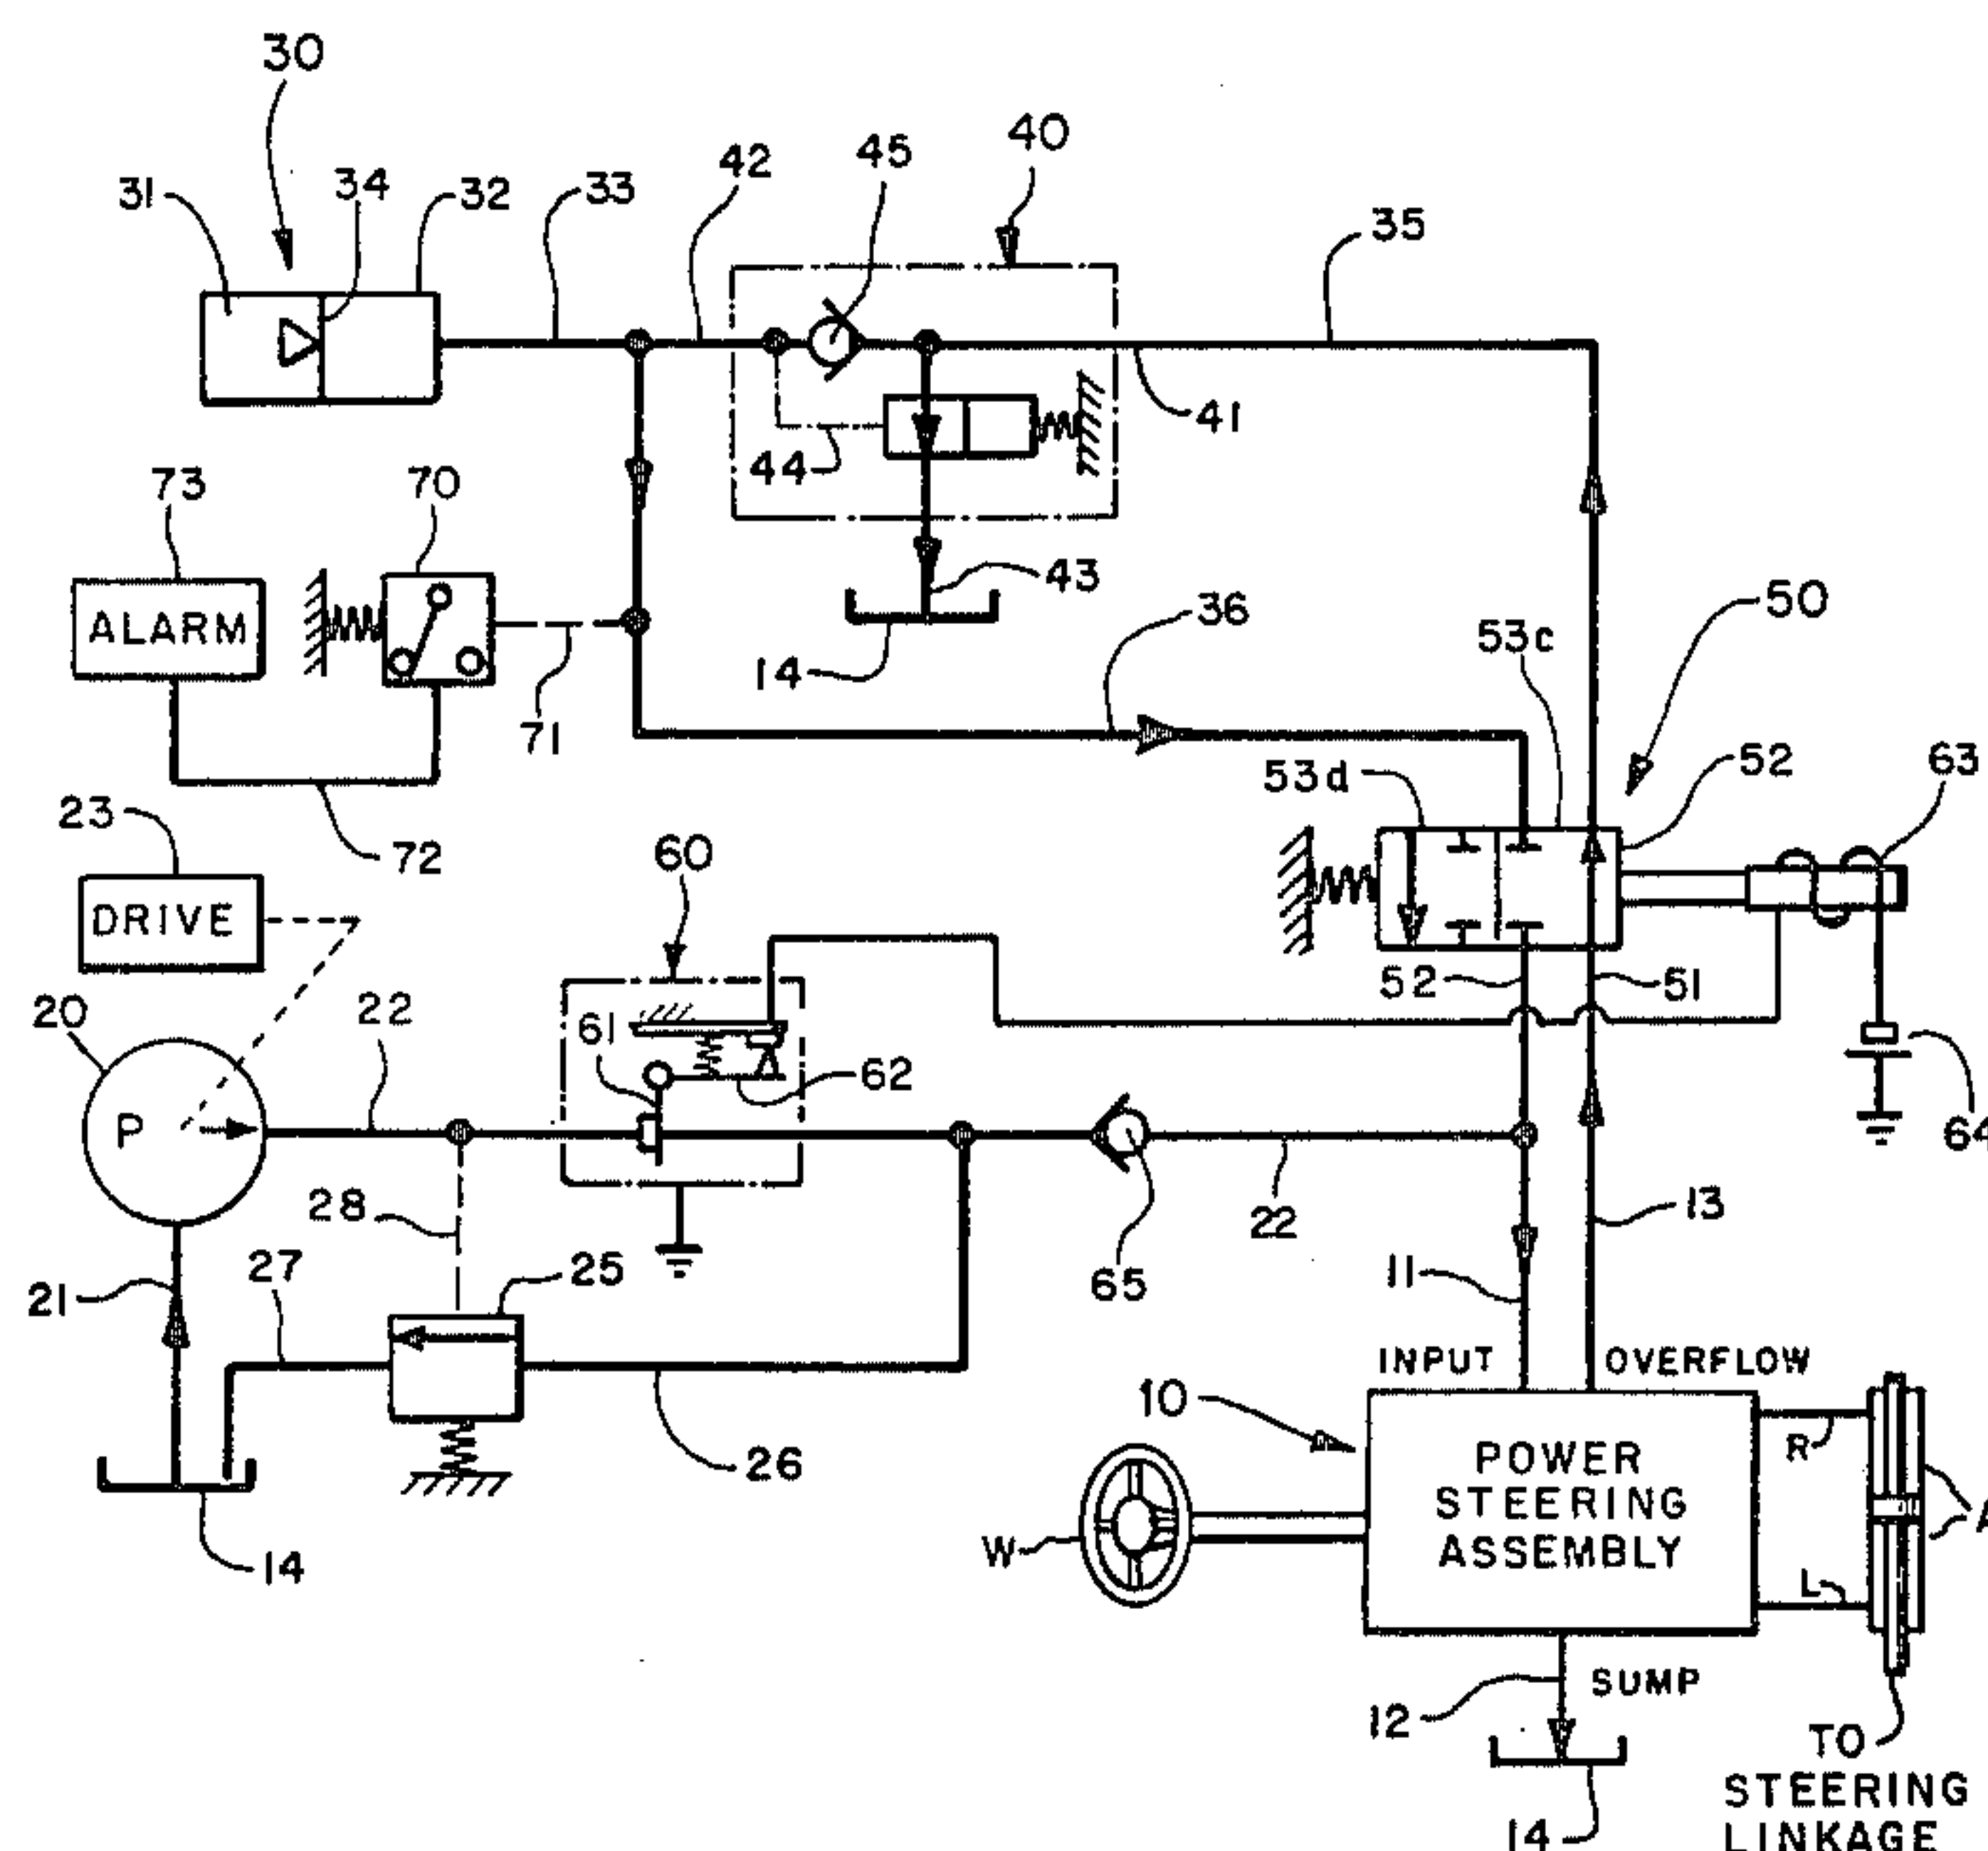 30
40
45
42
31
34
32
33
35
41
44
73
70
ALARM
43
36
50
53c
14
71
53d
52
63
23
72
60
DRIVE
52
51
20
22
61
62
P
64
28
22
13
27
25
65
11
21
INPUT
OVERFLOW
10
26
POWER
STEERING
ASSEMBLY
R
A
14
W
L
12
SUMP
TO
STEERING
LINKAGE
14